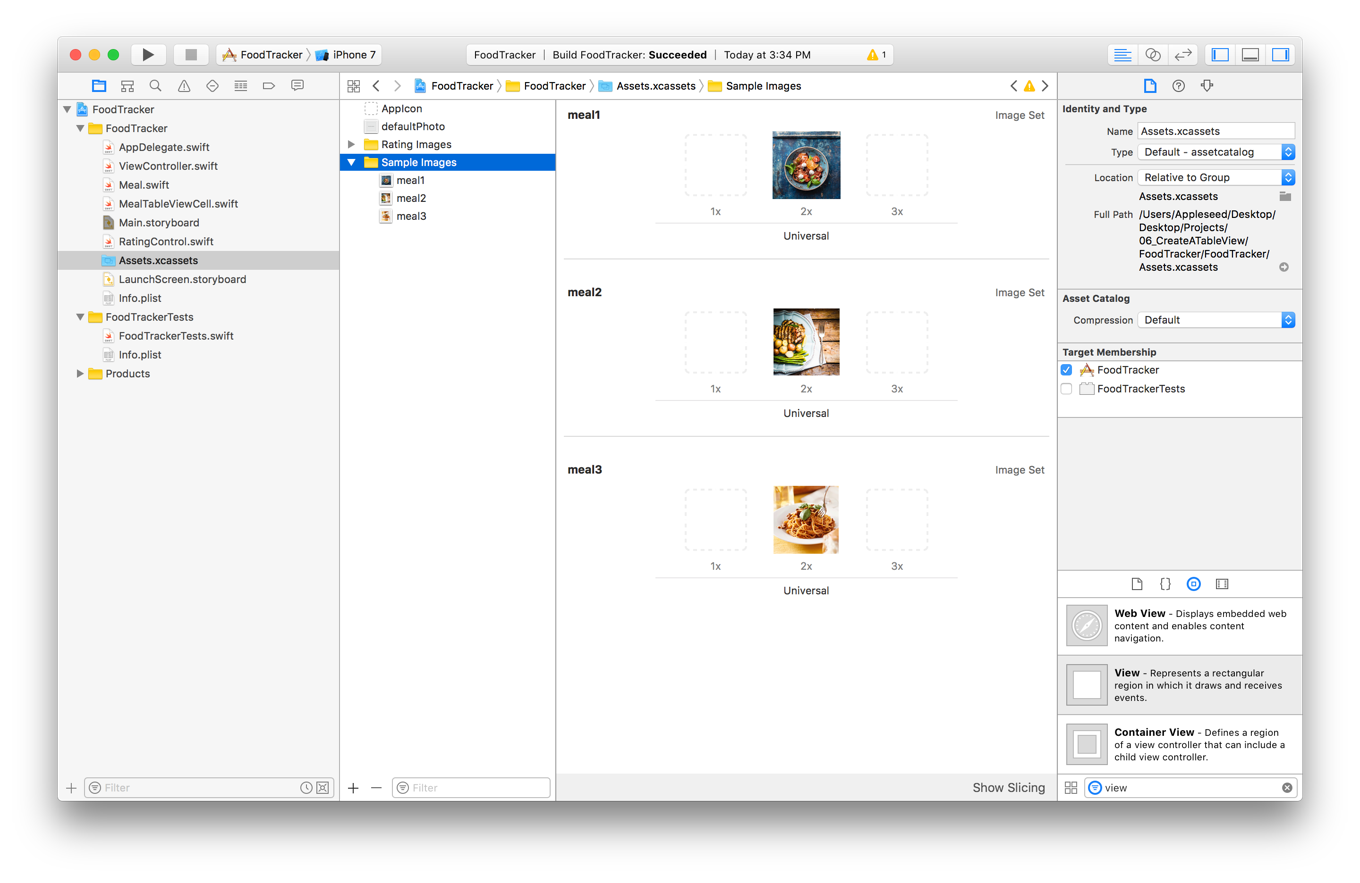 FoodTracker
iPhone 7
FoodTracker | Build FoodTracker: Succeeded | Today at 3:34 PM
1
FoodTracker
FoodTracker
AppDelegate.swift
ViewController.swift
Meal.swift
MealTableViewCell.swift
Main.storyboard
RatingControl.swift
Assets.xcassets
LaunchScreen.storyboard
Info.plist
FoodTrackerTests
FoodTrackerTests.swift
Info.plist
Products
Filter
FoodTracker
FoodTracker
Assets.xcassets
Sample Images
AppIcon
defaultPhoto
Rating Images
Sample Images
meal1
meal2
meal3
Filter
meal1
Image Set
1x 2x 3x
Universal
meal2
Image Set
1x 2x 3x
Universal
meal3
Image Set
1x 2x 3x
Universal
Show Slicing
Identity and Type
Name Assets.xcassets
Type Default - assetcatalog
Location Relative to Group
Assets.xcassets
Full Path /Users/Appleseed/Desktop/
Desktop/Projects/
06_CreateATableView/
FoodTracker/FoodTracker/
Assets.xcassets
Asset Catalog
Compression Default
Target Membership
FoodTracker
FoodTrackerTests
{}
Web View - Displays embedded web
content and enables content
navigation.
View - Represents a rectangular
region in which it draws and receives
events.
Container View - Defines a region
of a view controller that can include a
child view controller.
view